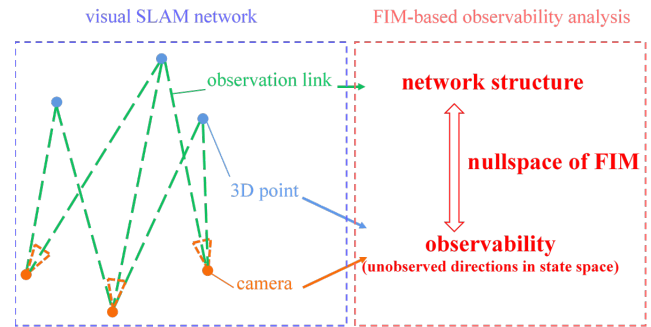 visual SLAM network
FIM-based observability analysis
observation link
network structure
nullspace of FIM
3D point
observability
(unobserved directions in state space)
camera